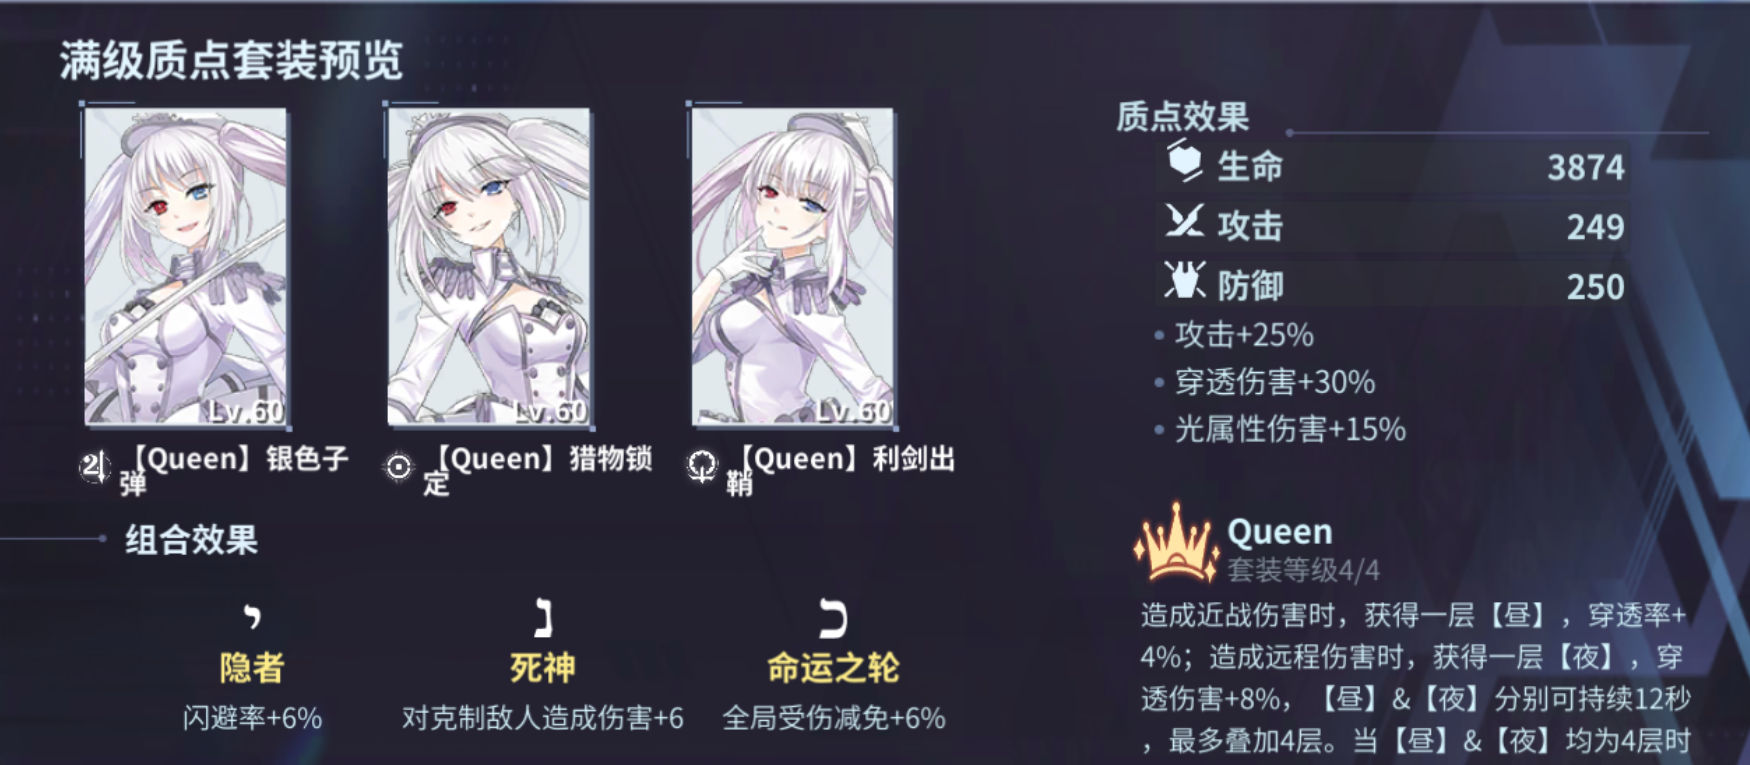 满级质点套装预览
Lv.60
Lv.60
Lv.60
【Queen】银色子
弹
【Queen】猎物锁
定
【Queen】利剑出
鞘
组合效果
י
隐者
闪避率+6%
נ
死神
对克制敌人造成伤害+6
כ
命运之轮
全局受伤减免+6%
质点效果
生命 3874
攻击 249
防御 250
• 攻击+25%
• 穿透伤害+30%
• 光属性伤害+15%
Queen
套装等级4/4
造成近战伤害时，获得一层【昼】，穿透率+
4%；造成远程伤害时，获得一层【夜】，穿
透伤害+8%，【昼】&【夜】分别可持续12秒
，最多叠加4层。当【昼】&【夜】均为4层时